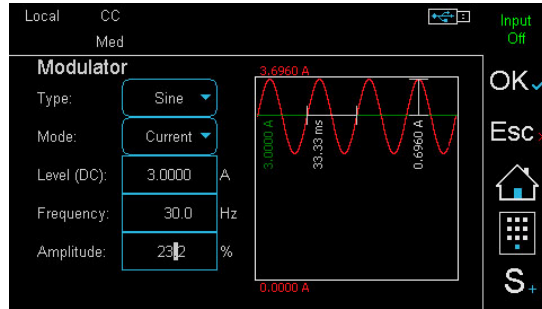 Local CC Input
Med Off
Modulator
Type: Sine
Mode: Current
Level (DC): 3.0000 A
Frequency: 30.0 Hz
Amplitude: 23.2 %
3.6960 A
3.0000 A
33.33 ms
0.6960 A
0.0000 A
OK
Esc
S+